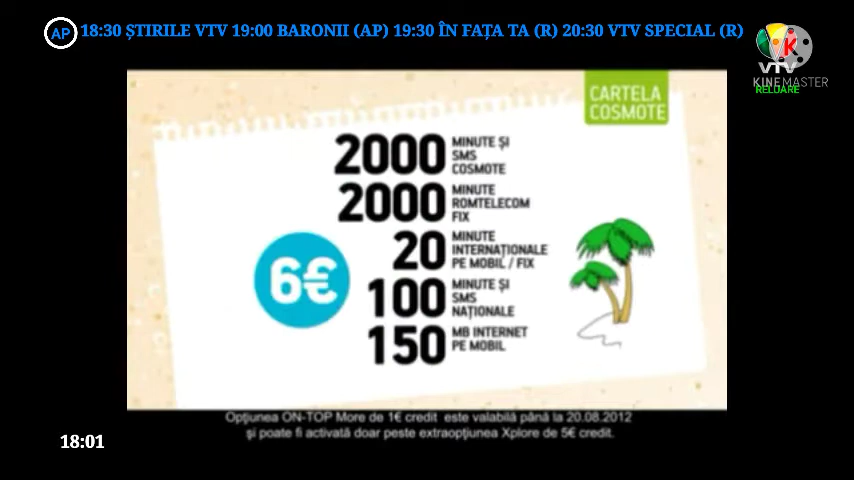 AP 18:30 ȘTIRILE VTV 19:00 BARONII (AP) 19:30 ÎN FAȚA TA (R) 20:30 VTV SPECIAL (R)
K
VTV
KINEMASTER
RELUARE
CARTELA
COSMOTE
2000 MINUTE ȘI
SMS
COSMOTE
2000 MINUTE
ROMTELECOM
FIX
20 MINUTE
INTERNAȚIONALE
PE MOBIL / FIX
6€
100 MINUTE ȘI
SMS
NAȚIONALE
150 MB INTERNET
PE MOBIL
Opțiunea ON-TOP More de 1€ credit este valabilă până la 20.08.2012
și poate fi activată doar peste extraopțiunea Xplore de 5€ credit.
18:01